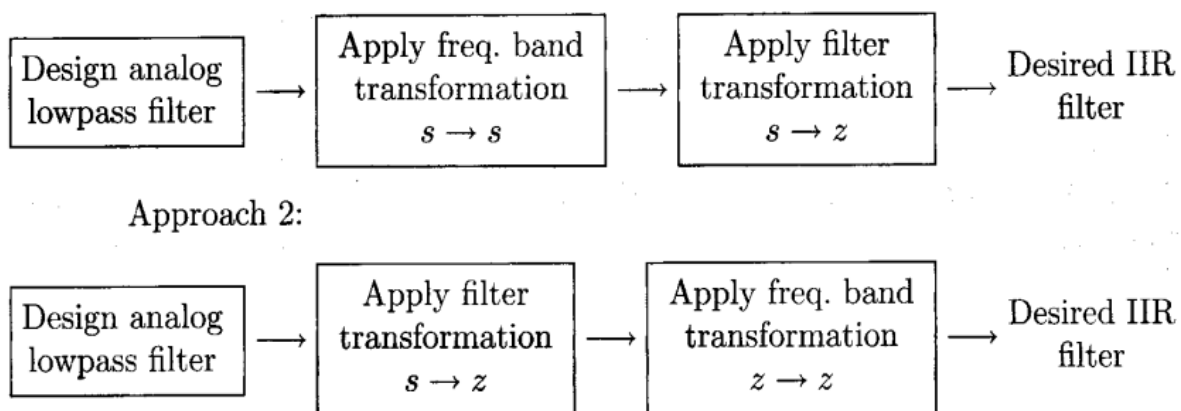 Design analog
lowpass filter
Apply freq. band
transformation
s → s
Apply filter
transformation
s → z
Desired IIR
filter
Approach 2:
Design analog
lowpass filter
Apply filter
transformation
s → z
Apply freq. band
transformation
z → z
Desired IIR
filter